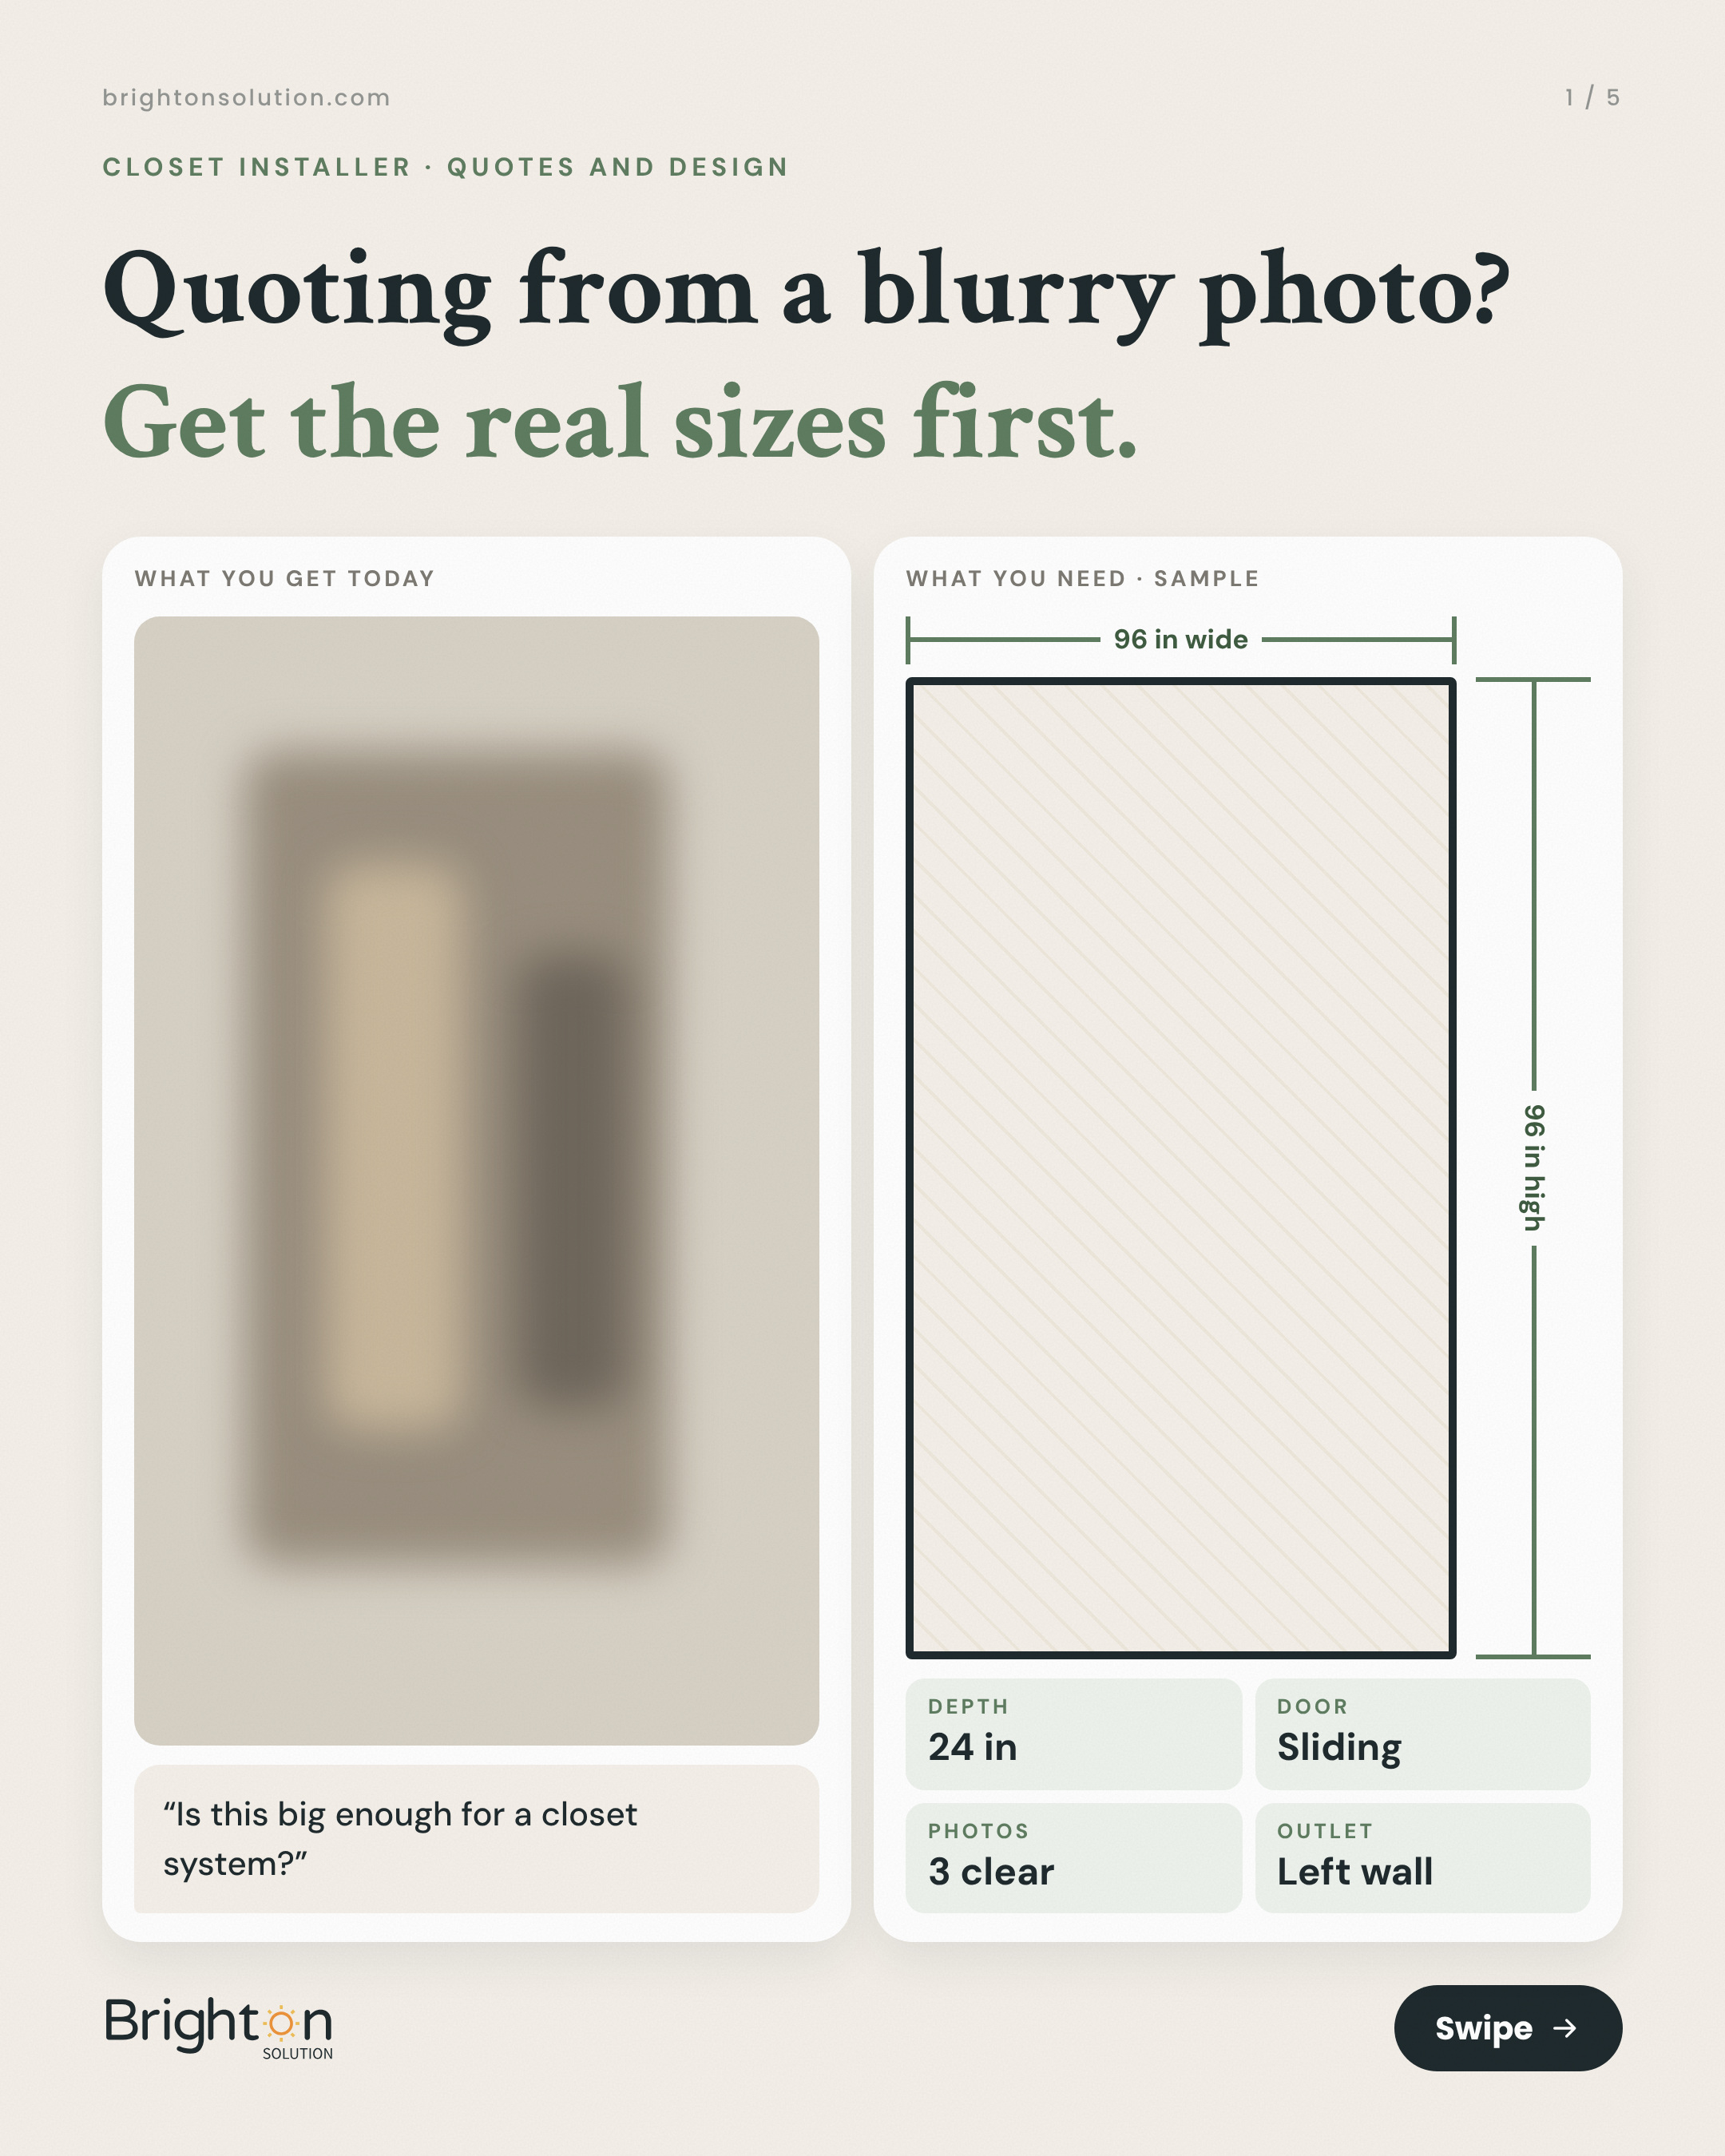 brightonsolution.com
1 / 5
CLOSET INSTALLER · QUOTES AND DESIGN
Quoting from a blurry photo?
Get the real sizes first.
WHAT YOU GET TODAY
“Is this big enough for a closet
system?”
WHAT YOU NEED · SAMPLE
96 in wide
96 in high
DEPTH
24 in
DOOR
Sliding
PHOTOS
3 clear
OUTLET
Left wall
Brighton
SOLUTION
Swipe →